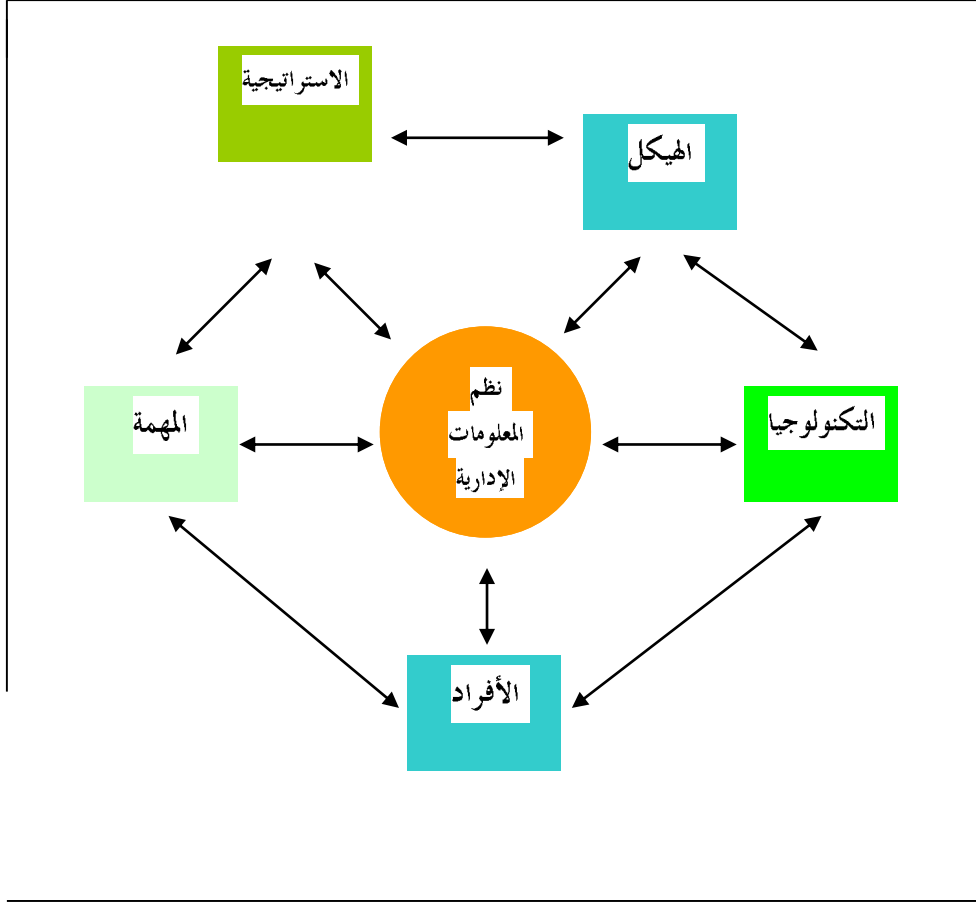 الاستراتيجية
الهيكل
نظم
المعلومات
الإدارية
التكنولوجيا
المهمة
الأفراد